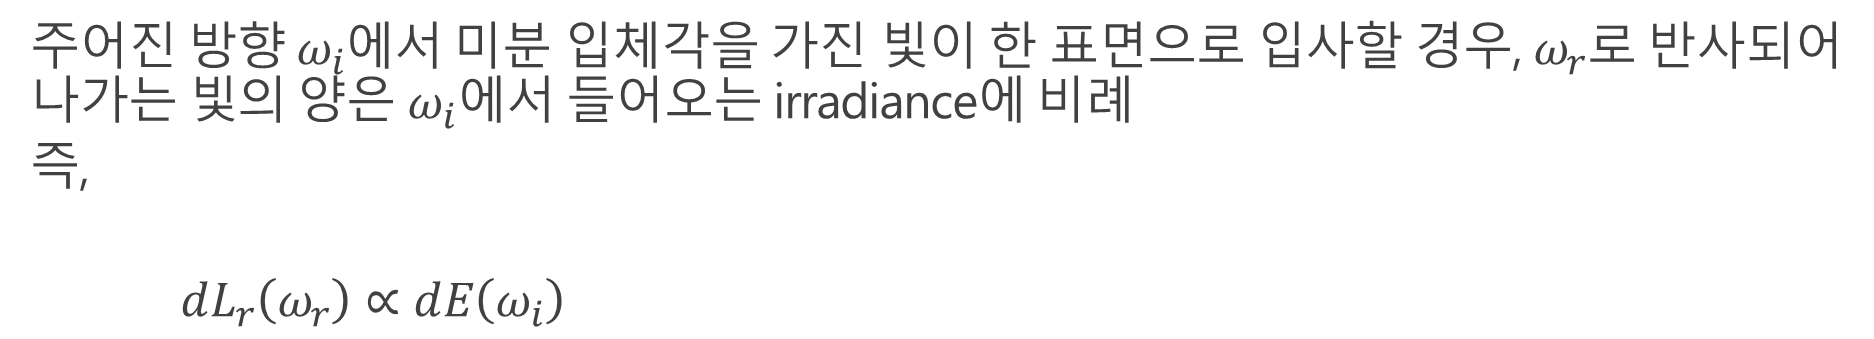 주어진 방향 𝜔ᵢ에서 미분 입체각을 가진 빛이 한 표면으로 입사할 경우, 𝜔ᵣ로 반사되어
나가는 빛의 양은 𝜔ᵢ에서 들어오는 irradiance에 비례
즉,
𝑑𝐿ᵣ(𝜔ᵣ) ∝ 𝑑𝐸(𝜔ᵢ)